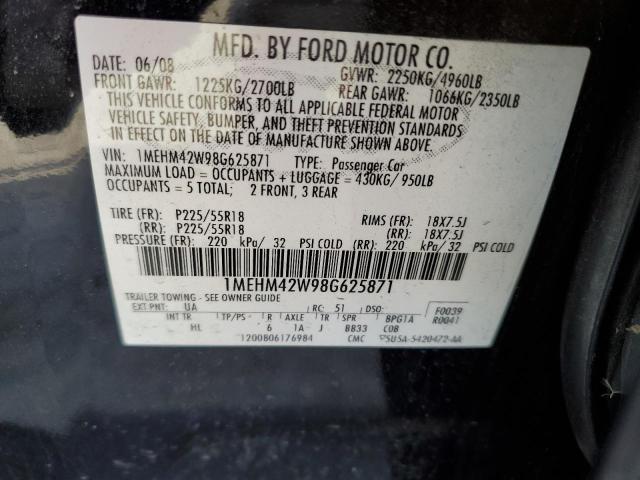 MFD. BY FORD MOTOR CO.
DATE: 06/08 GVWR: 2250KG/4960LB
FRONT GAWR: 1225KG/2700LB REAR GAWR: 1066KG/2350LB
THIS VEHICLE CONFORMS TO ALL APPLICABLE FEDERAL MOTOR
VEHICLE SAFETY, BUMPER, AND THEFT PREVENTION STANDARDS
IN EFFECT ON THE DATE OF MANUFACTURE SHOWN ABOVE.
VIN: 1MEHM42W98G625871 TYPE: Passenger Car
MAXIMUM LOAD = OCCUPANTS + LUGGAGE = 430KG/ 950LB
OCCUPANTS = 5 TOTAL; 2 FRONT, 3 REAR
TIRE (FR): P225/55R18 RIMS (FR): 18X7.5J
(RR): P225/55R18 (RR): 18X7.5J
PRESSURE (FR): 220 kPa/ 32 PSI COLD (RR): 220 kPa/ 32 PSI COLD
1MEHM42W98G625871
TRAILER TOWING - SEE OWNER GUIDE
EXT PNT: UA RC: 51 DSO: F0039
INT TR TP/PS R AXLE TR SPR BPG1A R0041
HL 6 1A J BB33 COB
1200806176984 CMC 5U5A-5420472-AA